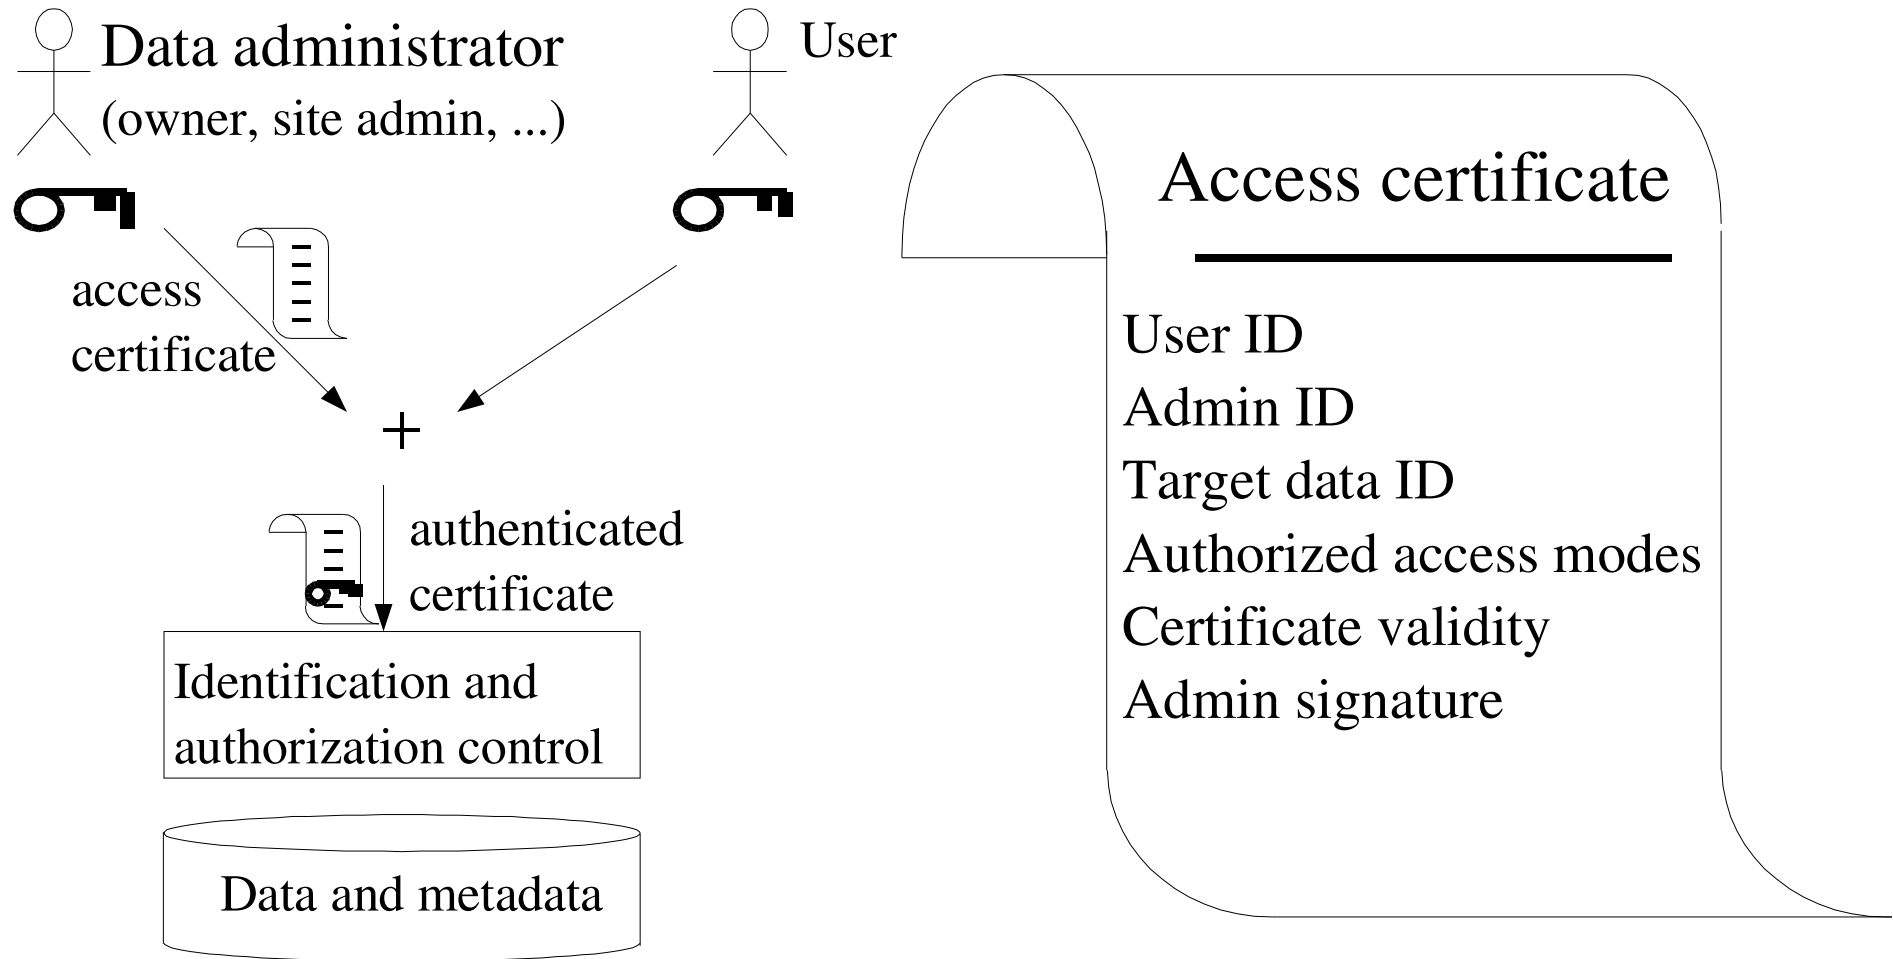 Data administrator
(owner, site admin, ...)
User
access
certificate
+
authenticated
certificate
Identification and
authorization control
Data and metadata
Access certificate
User ID
Admin ID
Target data ID
Authorized access modes
Certificate validity
Admin signature